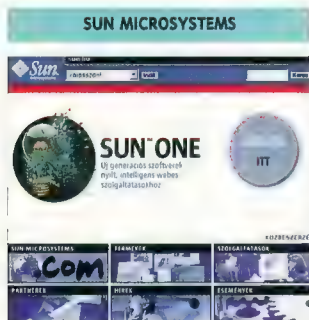 SUN MICROSYSTEMS
Sun
SUN™ ONE
Új generációs szoftverek
nyílt, intelligens webes
szolgáltatásokhoz
ITT
SUN MICROSYSTEMS
TERMÉKEK
SZOLGÁLTATÁSOK
com
PARTNEREK
HÍREK
ESEMÉNYEK